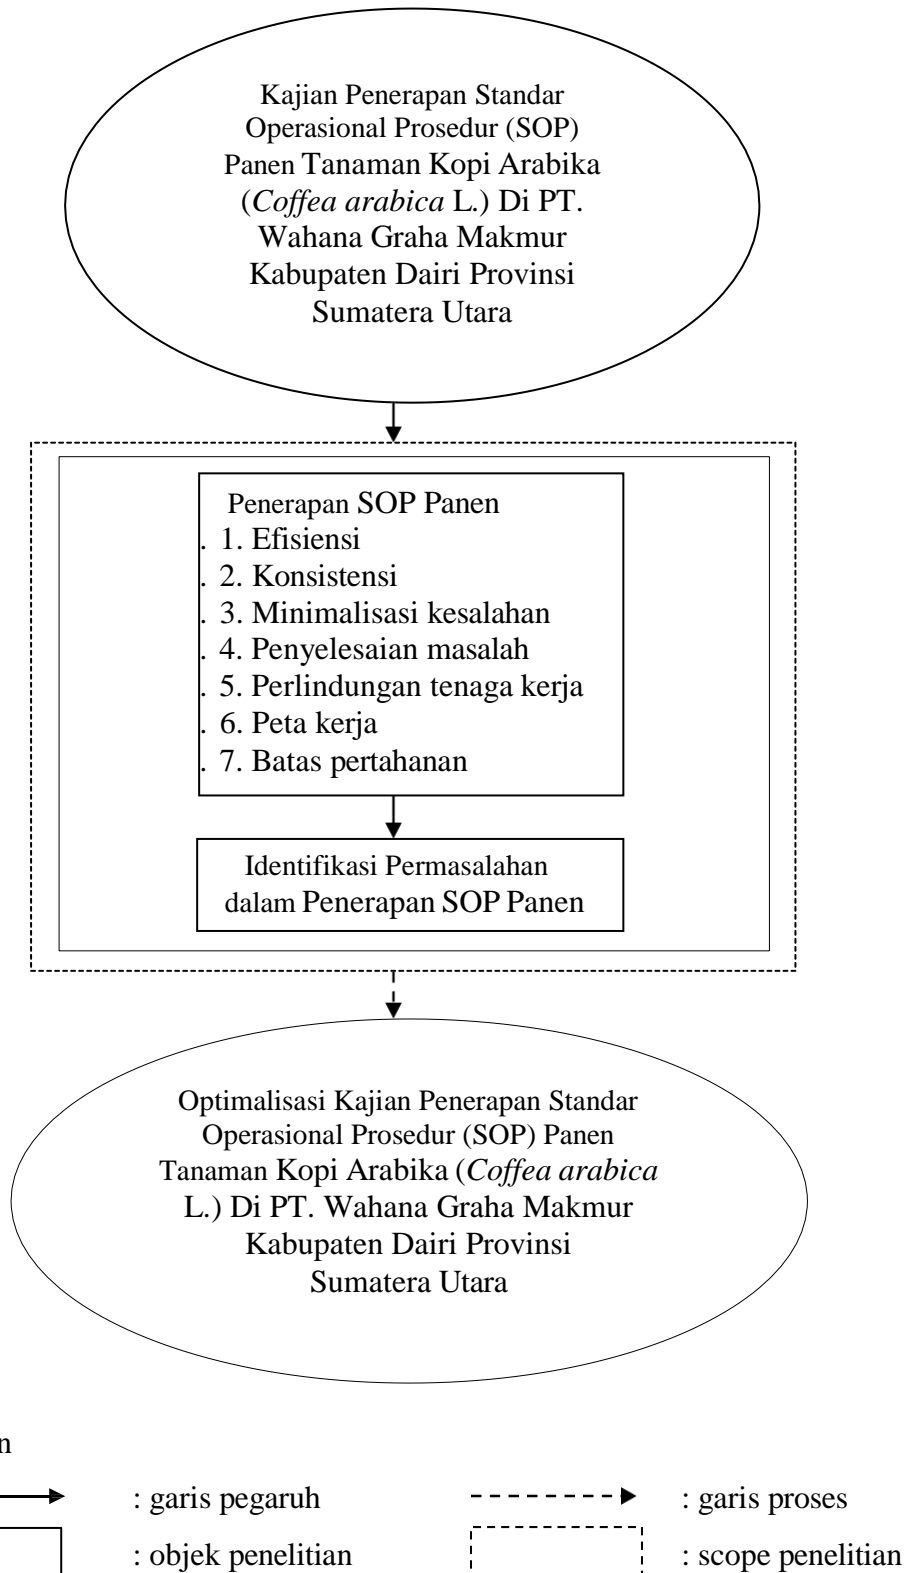 Kajian Penerapan Standar
Operasional Prosedur (SOP)
Panen Tanaman Kopi Arabika
(Coffea arabica L.) Di PT.
Wahana Graha Makmur
Kabupaten Dairi Provinsi
Sumatera Utara
Penerapan SOP Panen
. 1. Efisiensi
. 2. Konsistensi
. 3. Minimalisasi kesalahan
. 4. Penyelesaian masalah
. 5. Perlindungan tenaga kerja
. 6. Peta kerja
. 7. Batas pertahanan
Identifikasi Permasalahan
dalam Penerapan SOP Panen
Optimalisasi Kajian Penerapan Standar
Operasional Prosedur (SOP) Panen
Tanaman Kopi Arabika (Coffea arabica
L.) Di PT. Wahana Graha Makmur
Kabupaten Dairi Provinsi
Sumatera Utara
n
: garis pegaruh : garis proses
: objek penelitian : scope penelitian